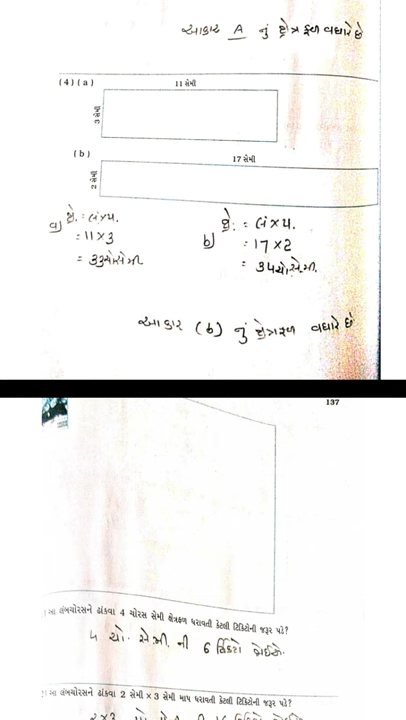 આકાર A નું ક્ષેત્રફળ વધારે છે
(4) (a) 11 સેમી
3 સેમી
(b) 17 સેમી
2 સેમી
a) ક્ષે. = લં × પ.
= 11 × 3
= 33 ચો સે મી
b) ક્ષે. = લં × પ.
= 17 × 2
= 34 ચો.સે.મી.
આકાર (b) નું ક્ષેત્રફળ વધારે છે
137
આ લંબચોરસને ઢાંકવા 4 ચોરસ સેમી ક્ષેત્રફળ ધરાવતી કેટલી ટિકિટોની જરૂર પડે?
4 ચો. સે.મી. ની 6 ટિકિટો જોઈએ.
આ લંબચોરસને ઢાંકવા 2 સેમી × 3 સેમી માપ ધરાવતી કેટલી ટિકિટોની જરૂર પડે?